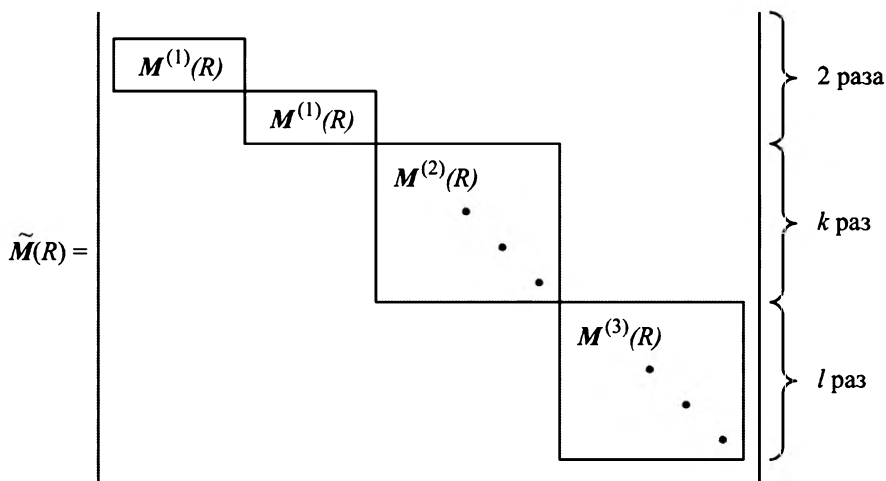 M^{(1)}(R)
2 раза
M^{(1)}(R)
M^{(2)}(R)
k раз
M̃(R) =
M^{(3)}(R)
l раз